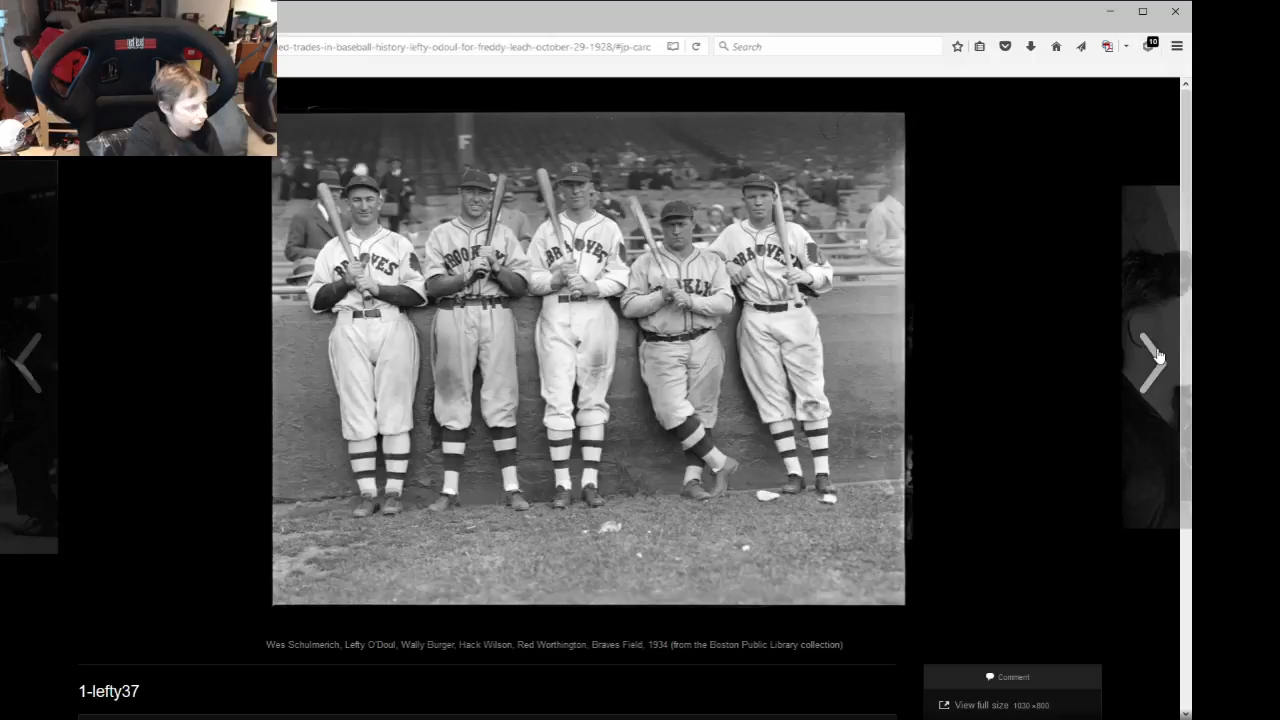 ed-trades-in-baseball-history-lefty-odoul-for-freddy-leach-october-29-1928/#jp-carc
Search
10
F
BRAVES
BROOKLYN
BRAVES
BRAVES
Wes Schulmerich, Lefty O'Doul, Wally Burger, Hack Wilson, Red Worthington, Braves Field, 1934 (from the Boston Public Library collection)
1-lefty37
Comment
View full size 1030×800